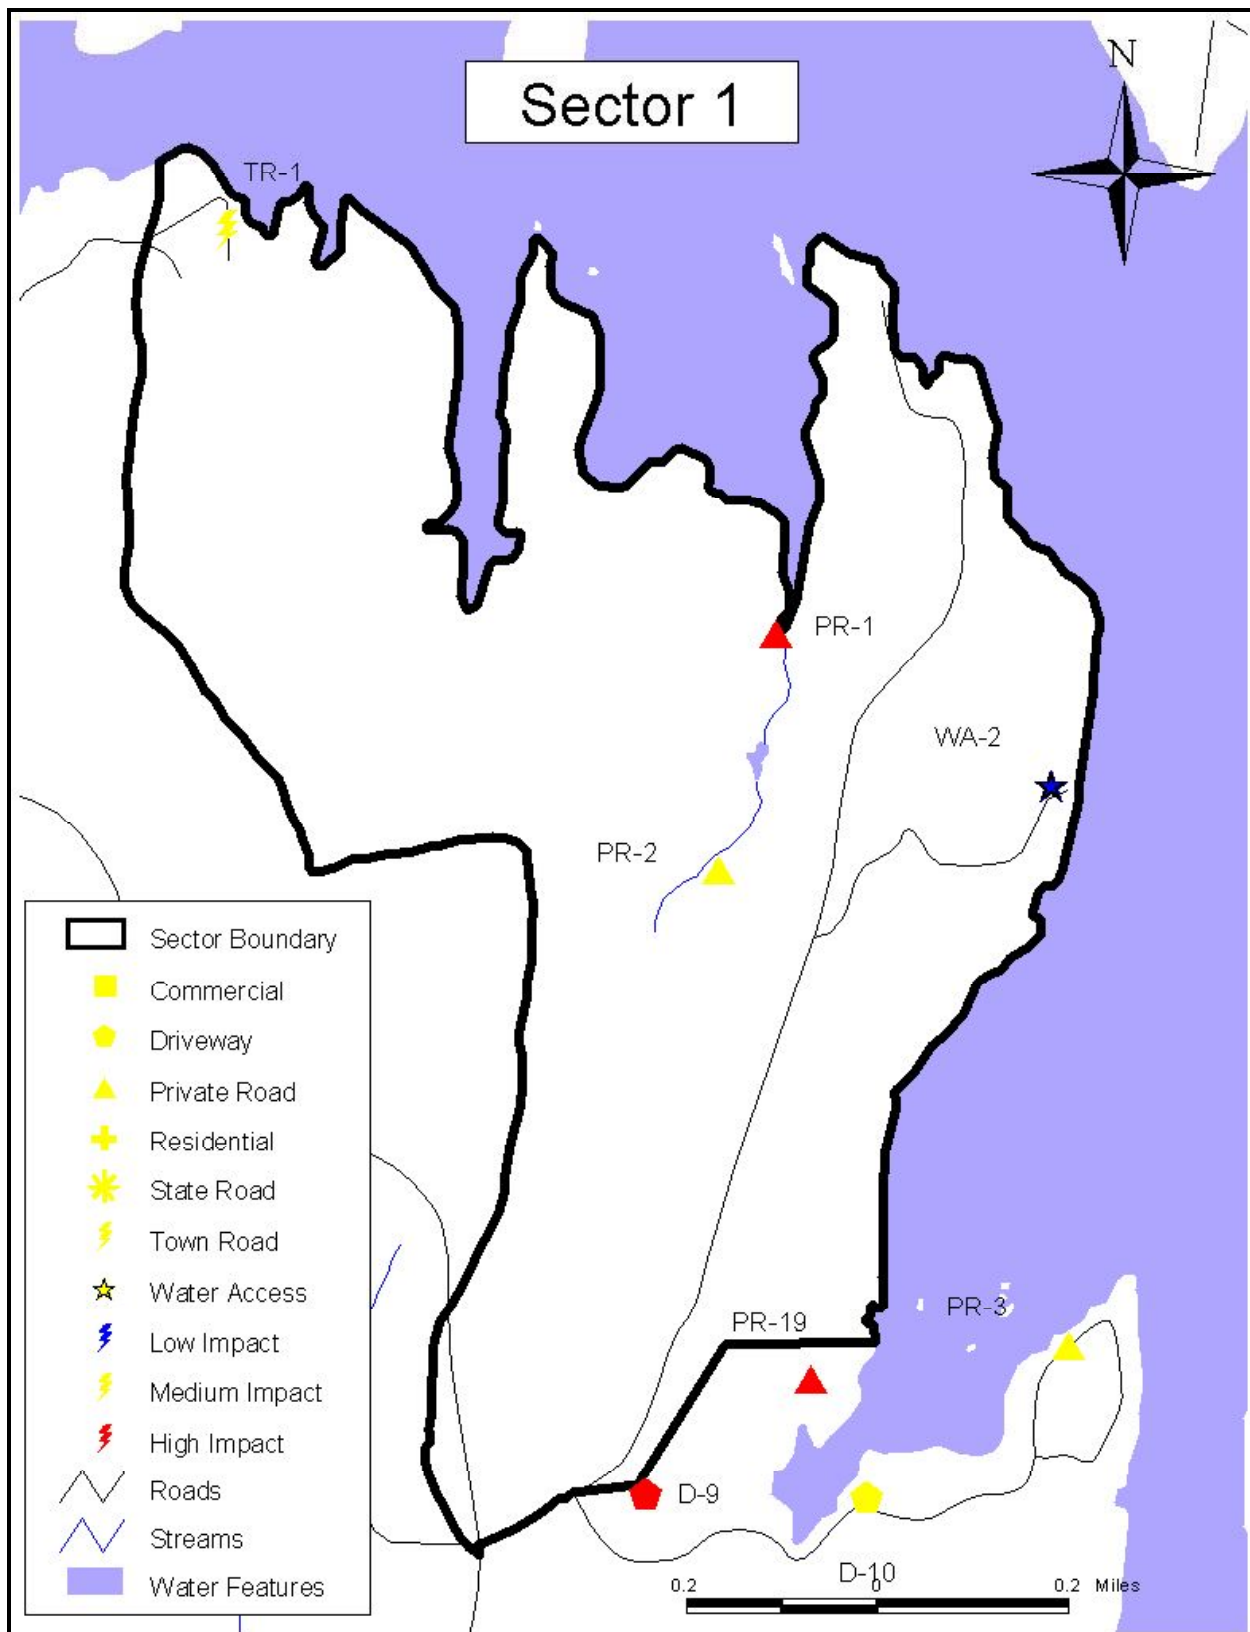 N
Sector 1
TR-1
PR-1
WA-2
PR-2
Sector Boundary
Commercial
Driveway
Private Road
Residential
State Road
Town Road
Water Access
Low Impact
Medium Impact
High Impact
Roads
Streams
Water Features
PR-3
PR-19
D-9
D-10
0.2 0 0.2 Miles